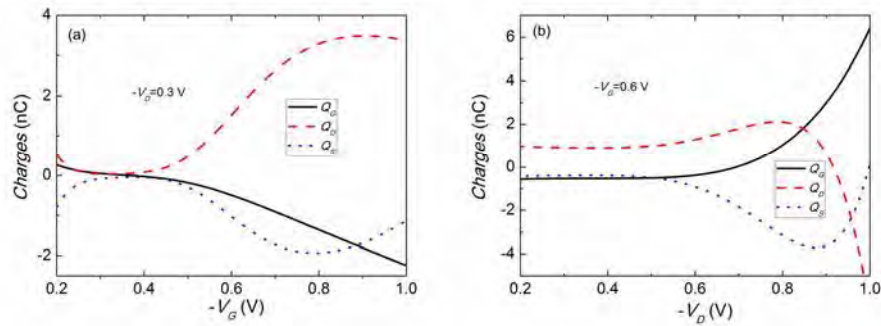 (a)
-V_D=0.3 V
Q_G
Q_D
Charges (nC)
4
2
0
-2
0.2 0.4 0.6 0.8 1.0
-V_G (V)
(b)
-V_G=0.6 V
Q_G
Q_D
Q_S
Charges (nC)
6
4
2
0
-2
-4
0.2 0.4 0.6 0.8 1.0
-V_D (V)